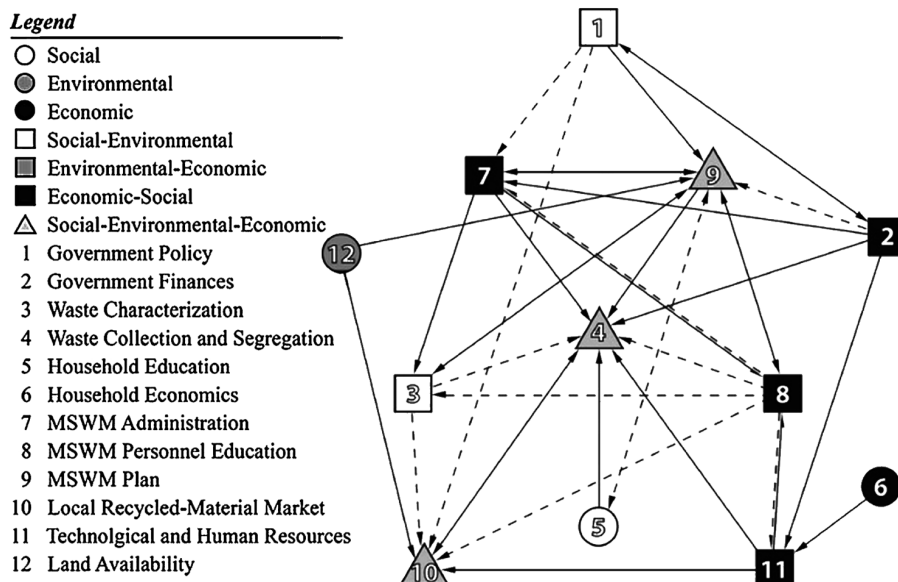 Legend
Social
Environmental
Economic
Social-Environmental
Environmental-Economic
Economic-Social
Social-Environmental-Economic
1 Government Policy
2 Government Finances
3 Waste Characterization
4 Waste Collection and Segregation
5 Household Education
6 Household Economics
7 MSWM Administration
8 MSWM Personnel Education
9 MSWM Plan
10 Local Recycled-Material Market
11 Technolgical and Human Resources
12 Land Availability
1
7
9
2
12
4
3
8
6
5
10
11